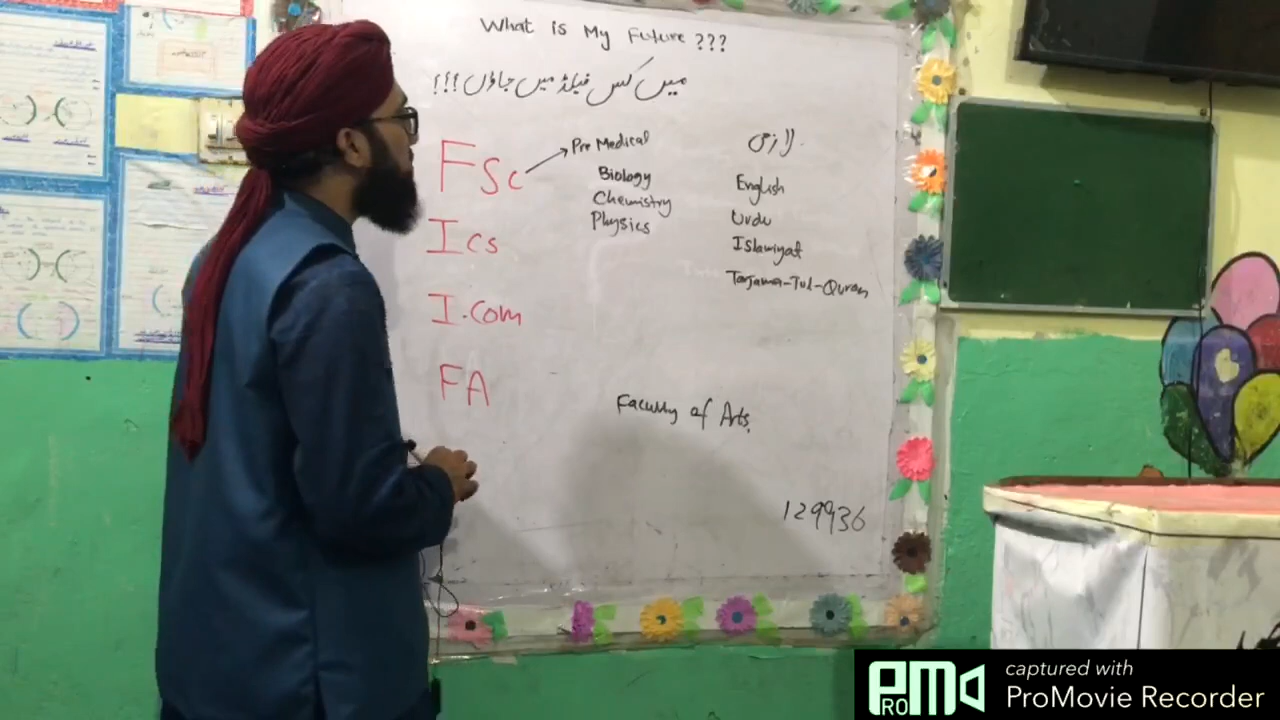 What is My Future ???
میں کس فیلڈ میں جاؤں ؟؟؟
FSc
Pre Medical
Biology
Chemistry
Physics
لازمی
English
Urdu
Islamiyat
Tarjama-Tul-Quran
Ics
I.com
FA
Faculty of Arts.
129936
PRO M
captured with
ProMovie Recorder